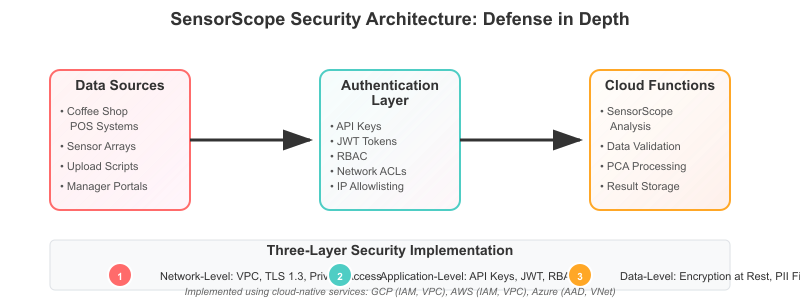 SensorScope Security Architecture: Defense in Depth
Data Sources
• Coffee Shop
POS Systems
• Sensor Arrays
• Upload Scripts
• Manager Portals
Authentication
Layer
• API Keys
• JWT Tokens
• RBAC
• Network ACLs
• IP Allowlisting
Cloud Functions
• SensorScope
Analysis
• Data Validation
• PCA Processing
• Result Storage
Three-Layer Security Implementation
1 Network-Level: VPC, TLS 1.3, 2 Application-Level: API Keys, JWT, 3 Data-Level: Encryption at Rest, PII
Implemented using cloud-native services: GCP (IAM, VPC), AWS (IAM, VPC), Azure (AAD, VNet)